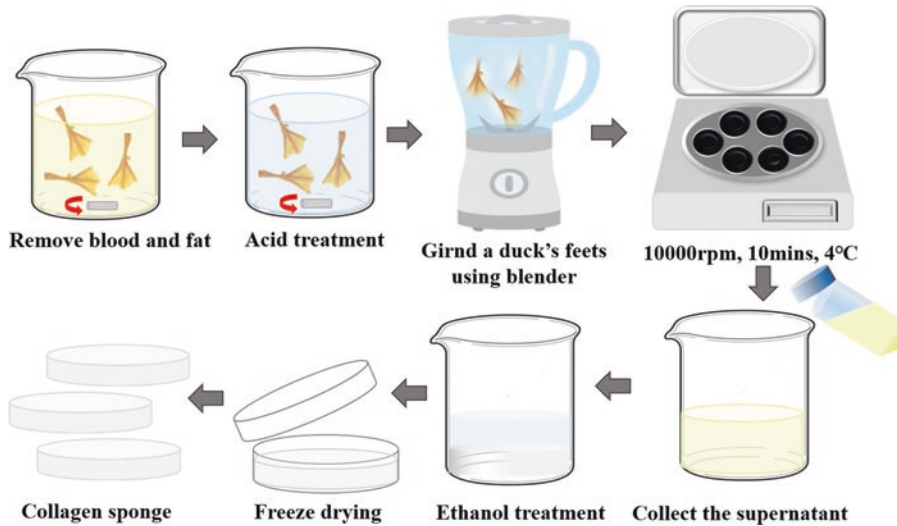 Remove blood and fat
Acid treatment
Girnd a duck's feets
using blender
10000rpm, 10mins, 4°C
Collagen sponge
Freeze drying
Ethanol treatment
Collect the supernatant